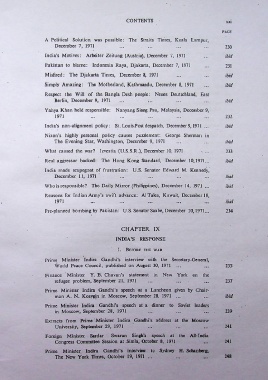 CONTENTS xxi
PAGE
A Political Solution was possible: The Straits Times, Kuala Lumpur,
December 7, 1971 ... 231
India's Motives: Arbeiter Zeitung (Austria), December 7, 1971 ... ibid
Pakistan to blame: Indonesia Raya, Djakarta, December 7, 1971 231
Misfired: The Djakarta Times, December 8, 1971 ... ibid
Simply Amazing: The Motherland, Kathmandu, December 8, 1971 ... ibid
Respect the Will of the Bangla Desh people: Neues Deutschland, East
Berlin, December 9, 1971 ... ibid
Yahya Khan held responsible: Nanyang Siang Pau, Malaysia, December 9,
1971 ... 232
India's non-alignment policy: St. Louis Post despatch, December 9, 1971 ... ibid
Nixon's highly personal policy causes puzzlement: George Sherman in
The Evening Star, Washington, December 9, 1971 ... ibid
What caused the war? Izvestia (U.S.S.R.), December 10, 1971 ... 233
Real aggressor backed: The Hong Kong Standard, December 10, 1971 ... ibid
India made scapegoat of frustration: U.S. Senator Edward M. Kennedy,
December 11, 1971 ... ibid
Who is responsible? The Daily Mirror (Philippines), December 14, 1971 ... ibid
Reasons for Indian Army's swift advance: Al Taha, Kuwait, December 18,
1971 ... ibid
Pre-planned bombing by Pakistan: U.S. Senator Saxbe, December 20, 1971 ... 234
CHAPTER IX
INDIA'S RESPONSE
1. BEFORE THE WAR
Prime Minister Indira Gandhi's interview with the Secretary-General,
World Peace Council, published on August 30, 1971 ... 235
Finance Minister Y. B. Chavan's statement in New York on the
refugee problem, September 25, 1971 ... 237
Prime Minister Indira Gandhi's speech at a Luncheon given by Chair-
man A. N. Kosygin in Moscow, September 28, 1971 ... ibid
Prime Minister Indira Gandhi's speech at a dinner to Soviet leaders
in Moscow, September 28, 1971 ... 239
Extracts from Prime Minister Indira Gandhi's address at the Moscow
University, September 29, 1971 ... 241
Foreign Minister Sardar Swaran Singh's speech at the All-India
Congress Committee Session at Simla, October 8, 1971 ... 241
Prime Minister Indira Gandhi's interview to Sydney H. Schanberg,
The New York Times, October 19, 1971 ...